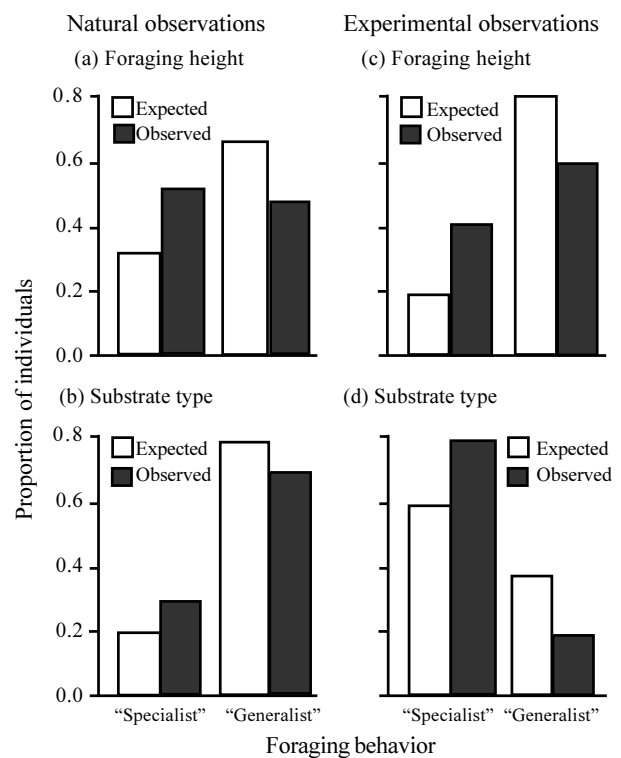 Natural observations
Experimental observations
(a) Foraging height
(c) Foraging height
0.8
Expected
Observed
0.6
0.4
0.2
0.0
Expected
Observed
Proportion of individuals
(b) Substrate type
(d) Substrate type
0.8
Expected
Observed
0.6
0.4
0.2
0.0
Expected
Observed
“Specialist”
“Generalist”
“Specialist”
“Generalist”
Foraging behavior